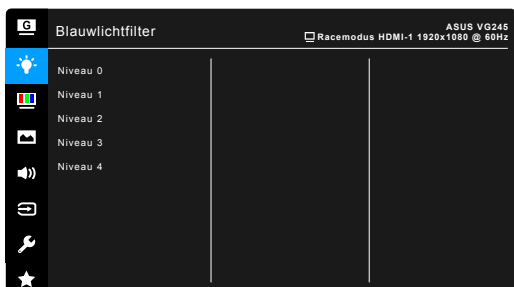 G
Blauwlichtfilter
ASUS VG245
Racemodus HDMI-1 1920x1080 @ 60Hz
Niveau 0
Niveau 1
Niveau 2
Niveau 3
Niveau 4